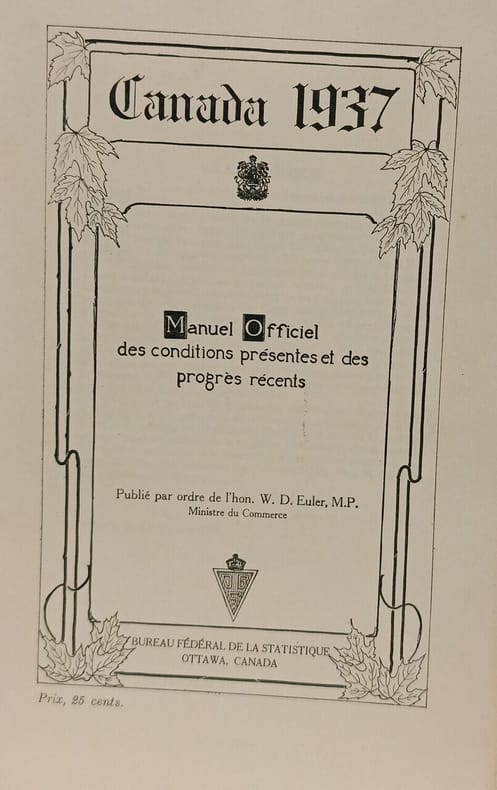 Canada 1937
Manuel Officiel
des conditions présentes et des
progrès récents
Publié par ordre de l'hon. W. D. Euler, M.P.
Ministre du Commerce
BUREAU FÉDÉRAL DE LA STATISTIQUE
OTTAWA, CANADA
Prix, 25 cents.